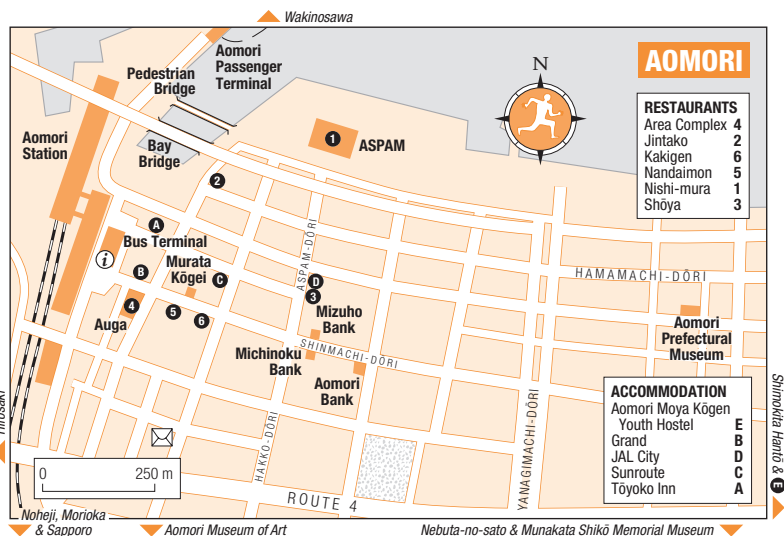 Wakinosawa
AOMORI
Aomori
Passenger
Terminal
Pedestrian
Bridge
N
RESTAURANTS
Area Complex 4
Jintako 2
Kakigen 6
Nandaimon 5
Nishi-mura 1
Shōya 3
Aomori
Station
Bay
Bridge
1
ASPAM
2
A
Bus Terminal
i
B
Murata
Kōgei
C
ASPAM-DŌRI
D
3
HAMAMACHI-DŌRI
4
Auga
5
6
Mizuho
Bank
Aomori
Prefectural
Museum
SHINMACHI-DŌRI
Michinoku
Bank
Aomori
Bank
YANAGIMACHI-DŌRI
HAKKO-DŌRI
ACCOMMODATION
Aomori Moya Kōgen
Youth Hostel E
Grand B
JAL City D
Sunroute C
Tōyoko Inn A
Shimokita Hantō & E
0 250 m
ROUTE 4
Noheji, Morioka
& Sapporo
Aomori Museum of Art
Nebuta-no-sato & Munakata Shikō Memorial Museum